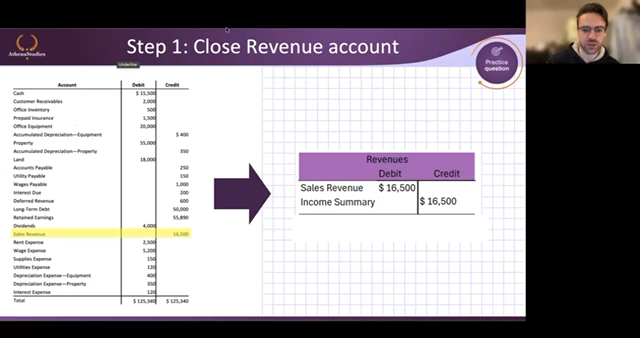 AthenaStudies
Step 1: Close Revenue account
Practice
question
Underline
Account Debit Credit
Cash $ 15,500
Customer Receivables 2,000
Office Inventory 500
Prepaid Insurance 1,500
Office Equipment 20,000
Accumulated Depreciation—Equipment $ 400
Property 55,000
Accumulated Depreciation—Property 350
Land 18,000
Accounts Payable 250
Utility Payable 150
Wages Payable 1,000
Interest Due 200
Deferred Revenue 600
Long-Term Debt 50,000
Retained Earnings 55,890
Dividends 4,000
Sales Revenue 16,500
Rent Expense 2,500
Wage Expense 5,200
Supplies Expense 150
Utilities Expense 120
Depreciation Expense—Equipment 400
Depreciation Expense—Property 350
Interest Expense 120
Total $ 125,340 $ 125,340
Revenues
Debit Credit
Sales Revenue $ 16,500
Income Summary $ 16,500